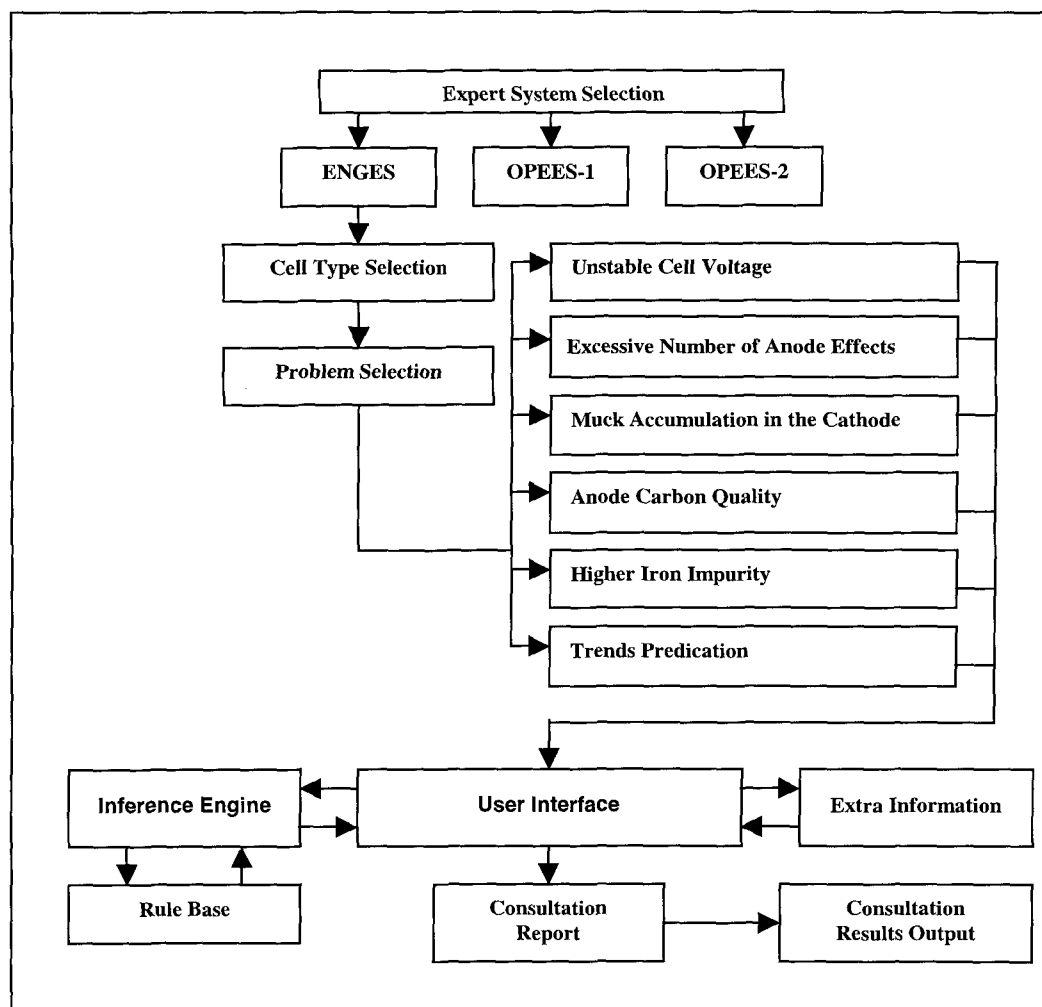 Expert System Selection
ENGES
OPEES-1
OPEES-2
Cell Type Selection
Problem Selection
Unstable Cell Voltage
Excessive Number of Anode Effects
Muck Accumulation in the Cathode
Anode Carbon Quality
Higher Iron Impurity
Trends Predication
Inference Engine
User Interface
Extra Information
Rule Base
Consultation
Report
Consultation
Results Output